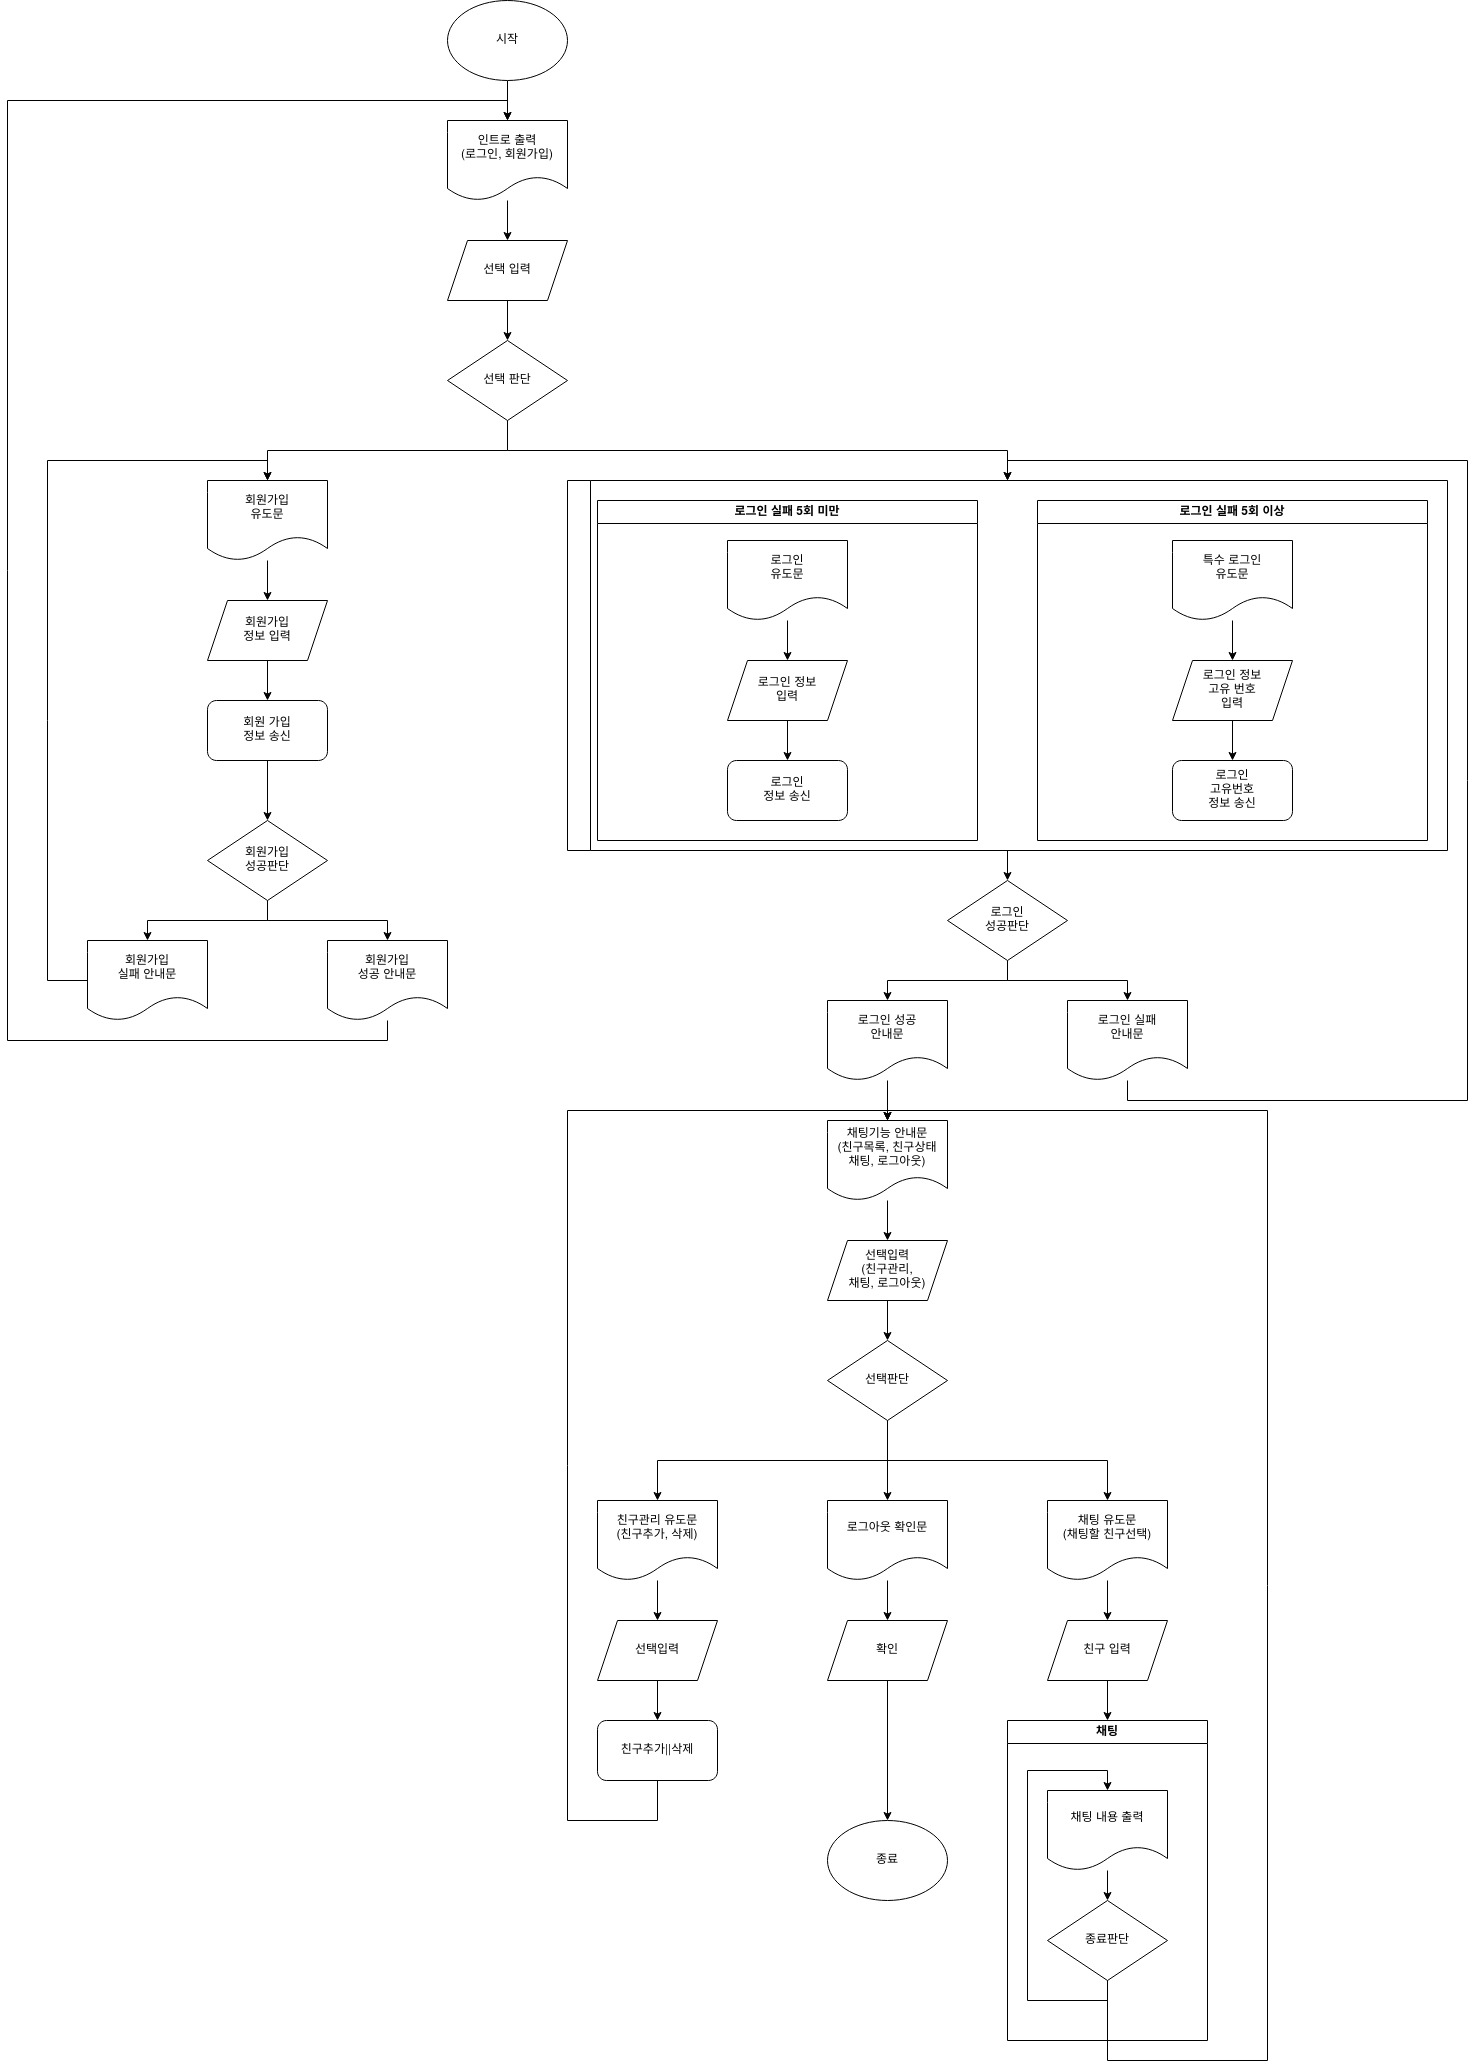 시작
인트로 출력
(로그인, 회원가입)
선택 입력
선택 판단
회원가입
유도문
회원가입
정보 입력
회원 가입
정보 송신
회원가입
성공판단
회원가입
실패 안내문
회원가입
성공 안내문
로그인 실패 5회 미만
로그인
유도문
로그인 정보
입력
로그인
정보 송신
로그인 실패 5회 이상
특수 로그인
유도문
로그인 정보
고유 번호
입력
로그인
고유번호
정보 송신
로그인
성공판단
로그인 성공
안내문
로그인 실패
안내문
채팅기능 안내문
(친구목록, 친구상태
채팅, 로그아웃)
선택입력
(친구관리,
채팅, 로그아웃)
선택판단
친구관리 유도문
(친구추가, 삭제)
선택입력
친구추가||삭제
로그아웃 확인문
확인
종료
채팅 유도문
(채팅할 친구선택)
친구 입력
채팅
채팅 내용 출력
종료판단